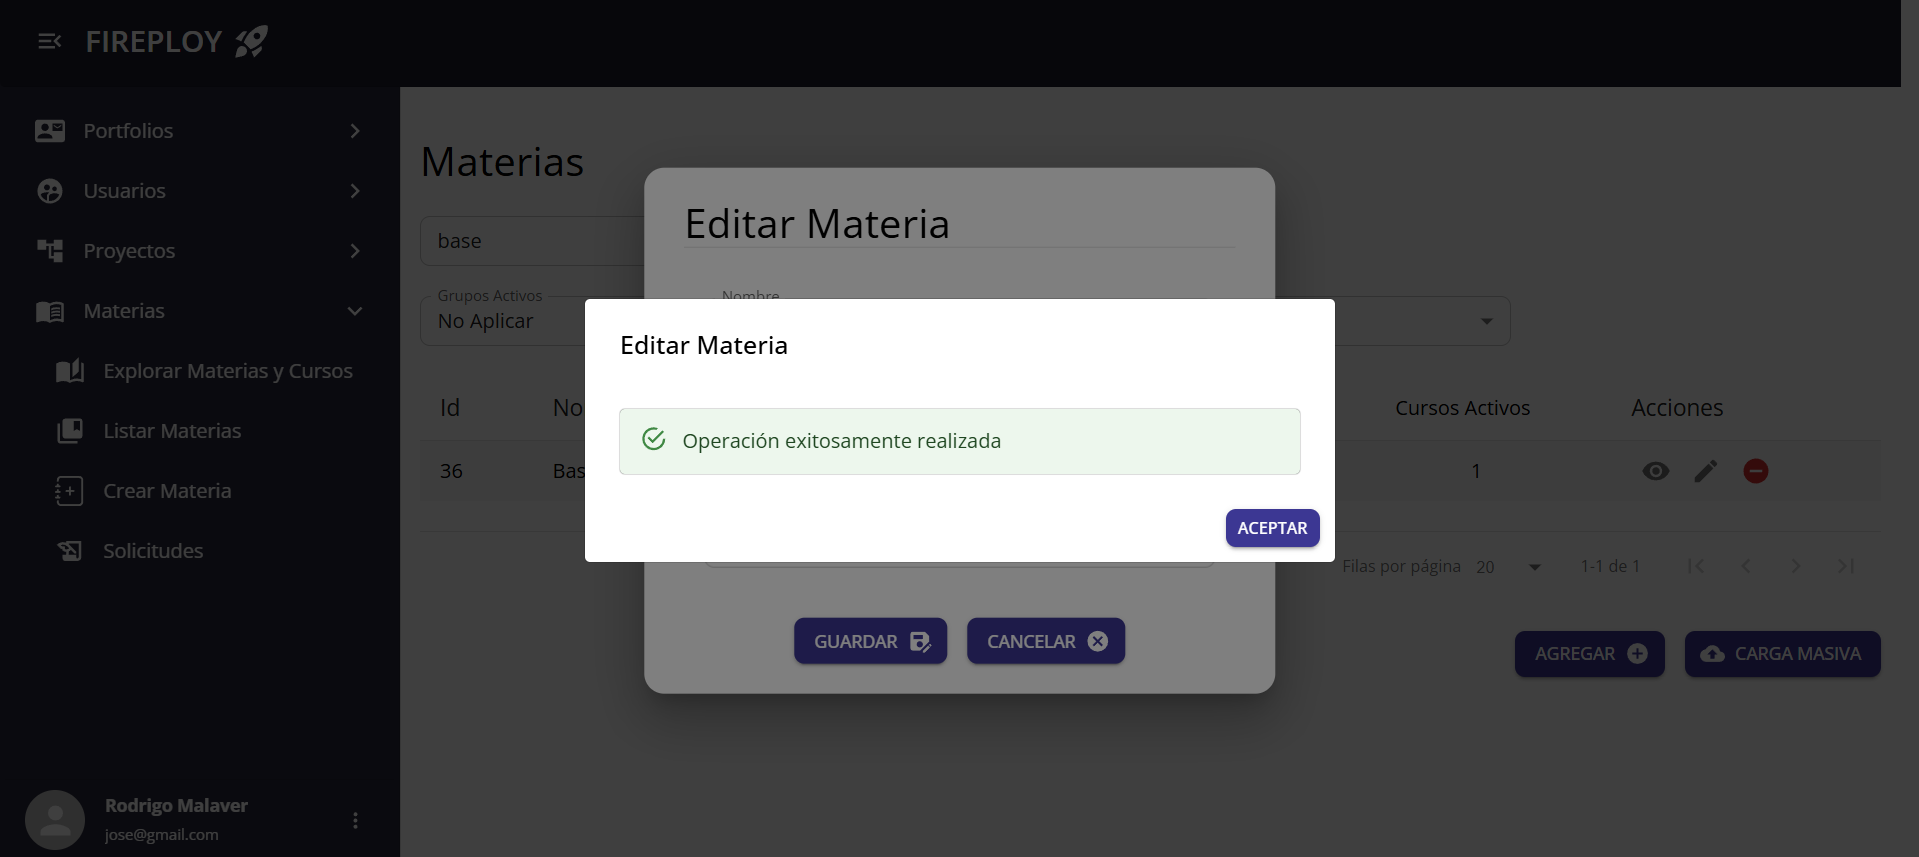 FIREPLOY
Portfolios
Usuarios
Proyectos
Materias
Explorar Materias y Cursos
Listar Materias
Crear Materia
Solicitudes
Rodrigo Malaver
jose@gmail.com
Materias
base
Grupos Activos
No Aplicar
Id
Cursos Activos
Acciones
36
1
Filas por página 20 1-1 de 1
AGREGAR
CARGA MASIVA
Editar Materia
Nombre
GUARDAR
CANCELAR
Editar Materia
Operación exitosamente realizada
ACEPTAR